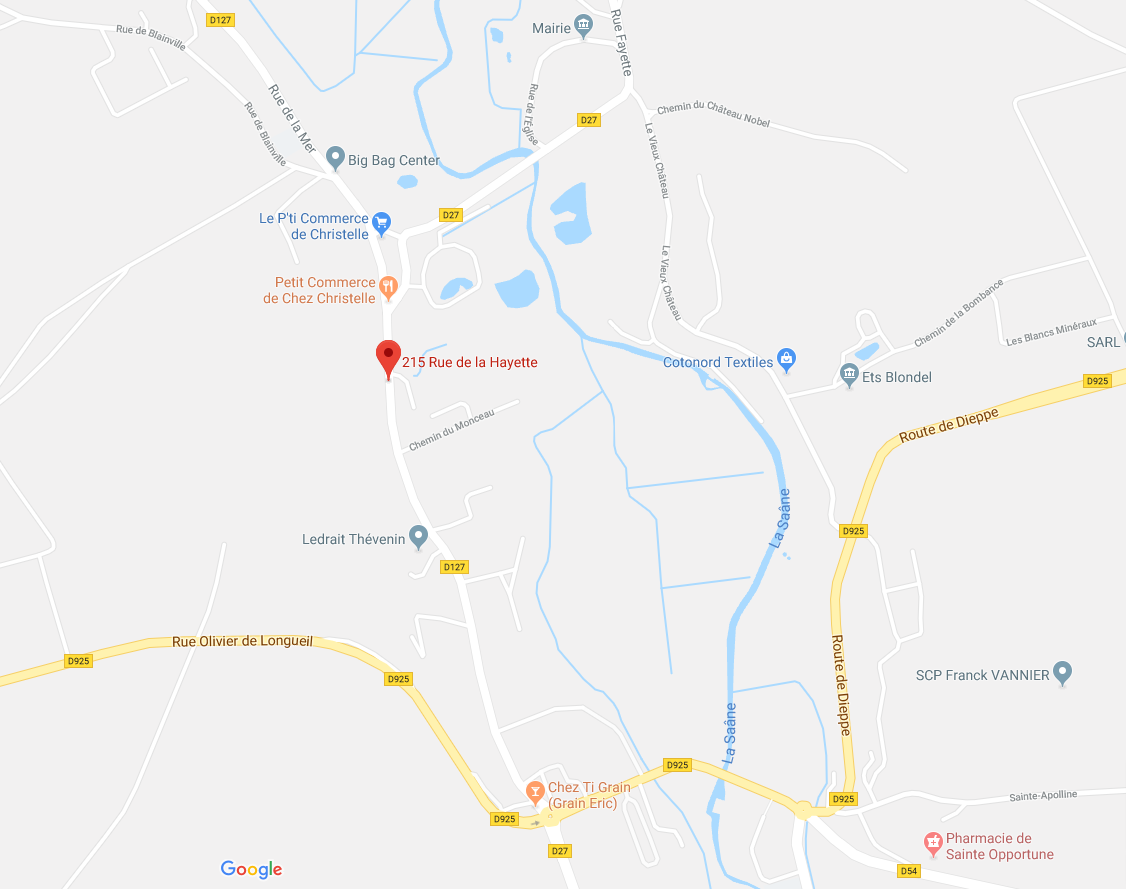 D127
Rue de Blainville
Mairie
Rue Fayette
Rue de la Mer
Rue de Blainville
Rue de l'Église
D27
Chemin du Château Nobel
Le Vieux Château
Big Bag Center
Le P'ti Commerce
de Christelle
D27
Petit Commerce
de Chez Christelle
Le Vieux Château
Chemin de la Bombance
Les Blancs Minéraux
SARL
215 Rue de la Hayette
Cotonord Textiles
Ets Blondel
D925
Chemin du Monceau
Route de Dieppe
La Saâne
D925
Ledrait Thévenin
D127
Rue Olivier de Longueil
D925
D925
Route de Dieppe
SCP Franck VANNIER
La Saâne
D925
Chez Ti Grain
(Grain Eric)
D925
D925
Sainte-Apolline
D27
Pharmacie de
Sainte Opportune
D54
Google